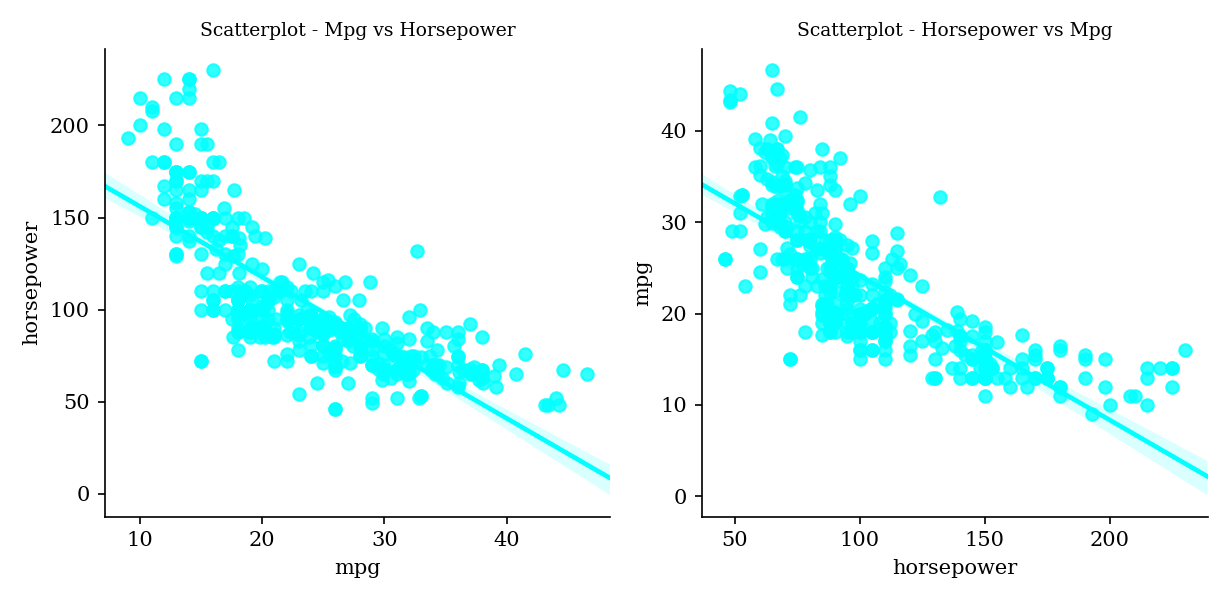 Scatterplot - Mpg vs Horsepower
horsepower
200
150
100
50
0
10 20 30 40
mpg
Scatterplot - Horsepower vs Mpg
mpg
40
30
20
10
0
50 100 150 200
horsepower